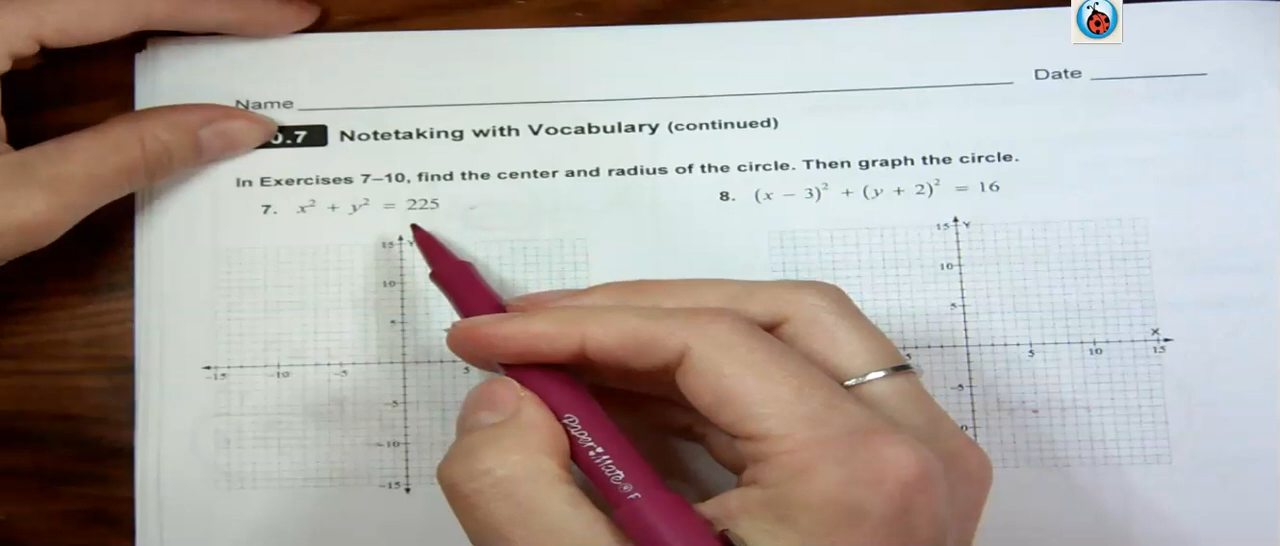 Name
Date
0.7 Notetaking with Vocabulary (continued)
In Exercises 7–10, find the center and radius of the circle. Then graph the circle.
7. x² + y² = 225
8. (x − 3)² + (y + 2)² = 16
15 Y
10
5
-15 -10 -5 5
-5
-10
-15
15 Y
10
5
5 10 15 X
-5
Paper Mate F